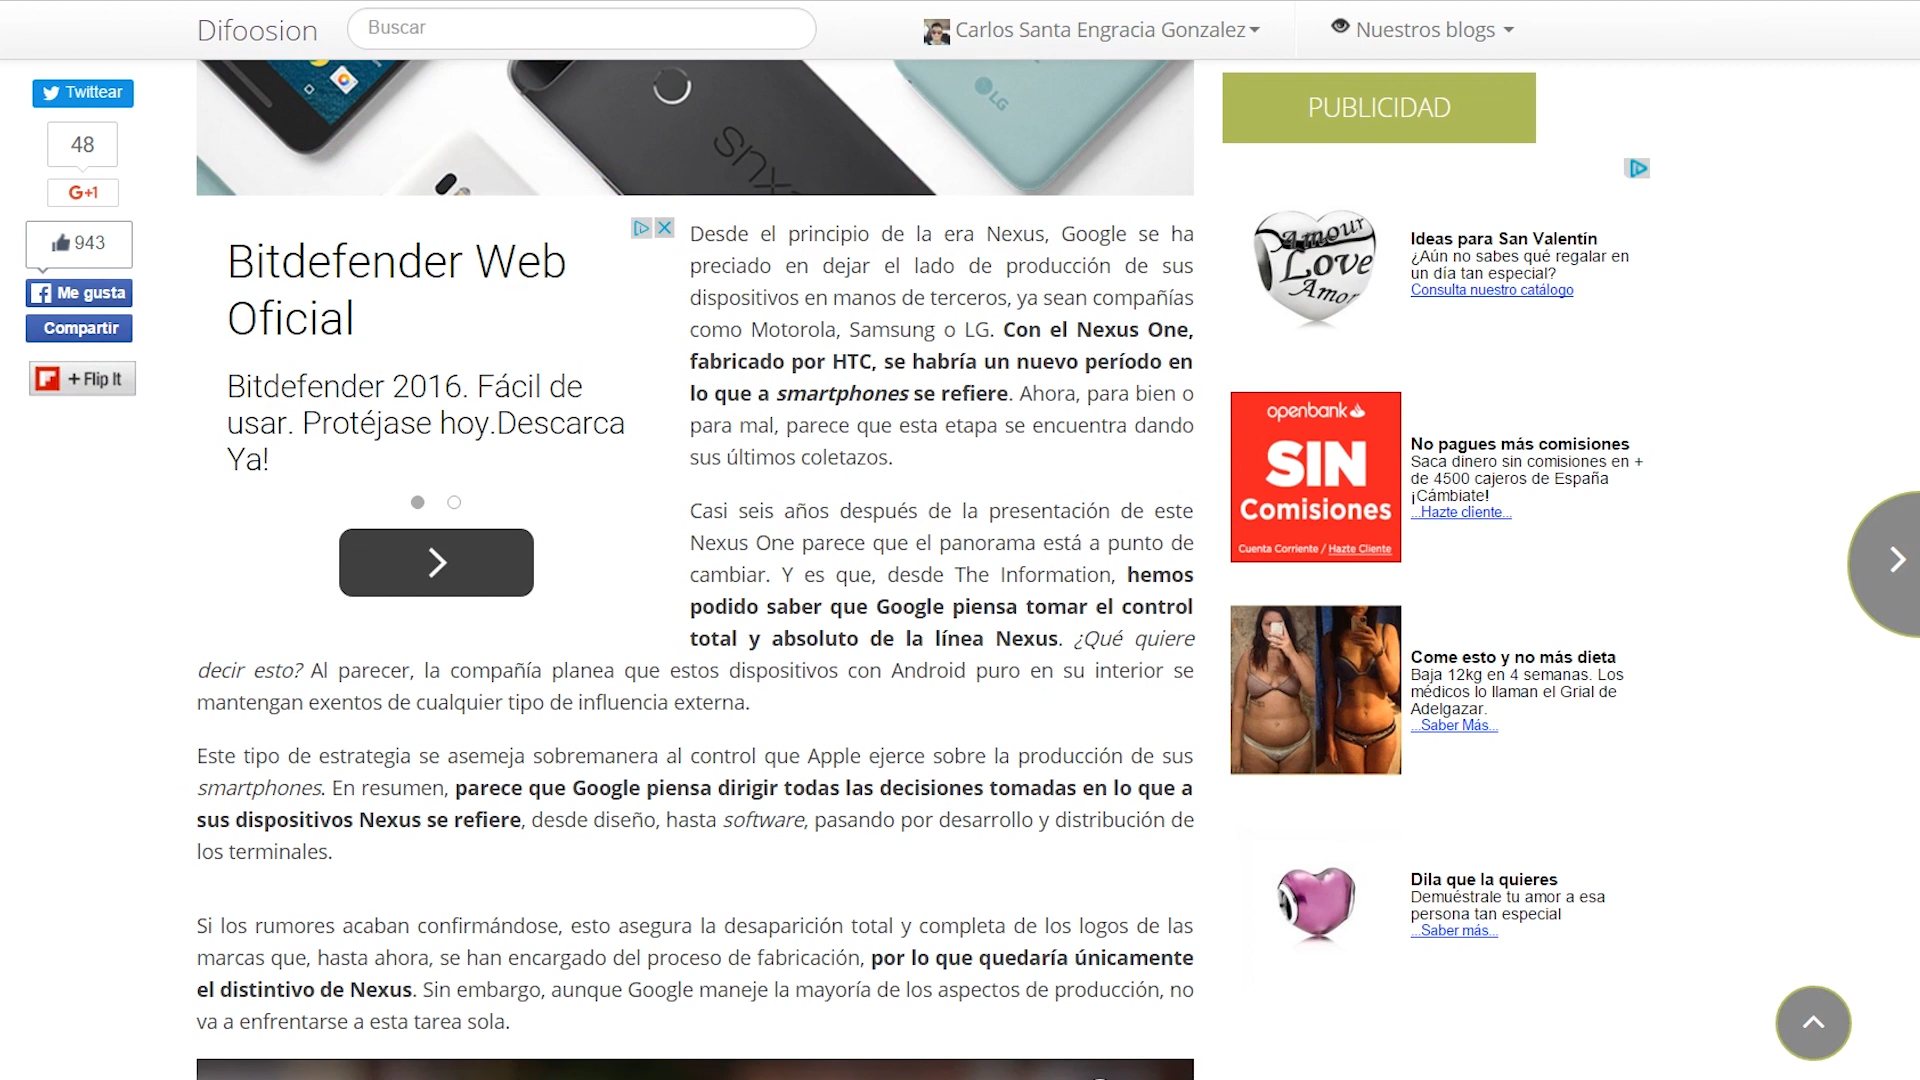 Difoosion
Buscar
Carlos Santa Engracia Gonzalez
Nuestros blogs
Twittear
48
G+1
943
Me gusta
Compartir
+ Flip It
LG
nexus
Bitdefender Web
Oficial
Bitdefender 2016. Fácil de
usar. Protéjase hoy.Descarca
Ya!
Desde el principio de la era Nexus, Google se ha
preciado en dejar el lado de producción de sus
dispositivos en manos de terceros, ya sean compañías
como Motorola, Samsung o LG. Con el Nexus One,
fabricado por HTC, se habría un nuevo período en
lo que a smartphones se refiere. Ahora, para bien o
para mal, parece que esta etapa se encuentra dando
sus últimos coletazos.
Casi seis años después de la presentación de este
Nexus One parece que el panorama está a punto de
cambiar. Y es que, desde The Information, hemos
podido saber que Google piensa tomar el control
total y absoluto de la línea Nexus. ¿Qué quiere
decir esto? Al parecer, la compañía planea que estos dispositivos con Android puro en su interior se
mantengan exentos de cualquier tipo de influencia externa.
Este tipo de estrategia se asemeja sobremanera al control que Apple ejerce sobre la producción de sus
smartphones. En resumen, parece que Google piensa dirigir todas las decisiones tomadas en lo que a
sus dispositivos Nexus se refiere, desde diseño, hasta software, pasando por desarrollo y distribución de
los terminales.
Si los rumores acaban confirmándose, esto asegura la desaparición total y completa de los logos de las
marcas que, hasta ahora, se han encargado del proceso de fabricación, por lo que quedaría únicamente
el distintivo de Nexus. Sin embargo, aunque Google maneje la mayoría de los aspectos de producción, no
va a enfrentarse a esta tarea sola.
PUBLICIDAD
Amour
Love
Amor
Ideas para San Valentín
¿Aún no sabes qué regalar en
un día tan especial?
Consulta nuestro catálogo
openbank
SIN
Comisiones
Cuenta Corriente / Hazte Cliente
No pagues más comisiones
Saca dinero sin comisiones en +
de 4500 cajeros de España
¡Cámbiate!
...Hazte cliente...
Come esto y no más dieta
Baja 12kg en 4 semanas. Los
médicos lo llaman el Grial de
Adelgazar.
...Saber Más...
Dila que la quieres
Demuéstrale tu amor a esa
persona tan especial
...Saber más...